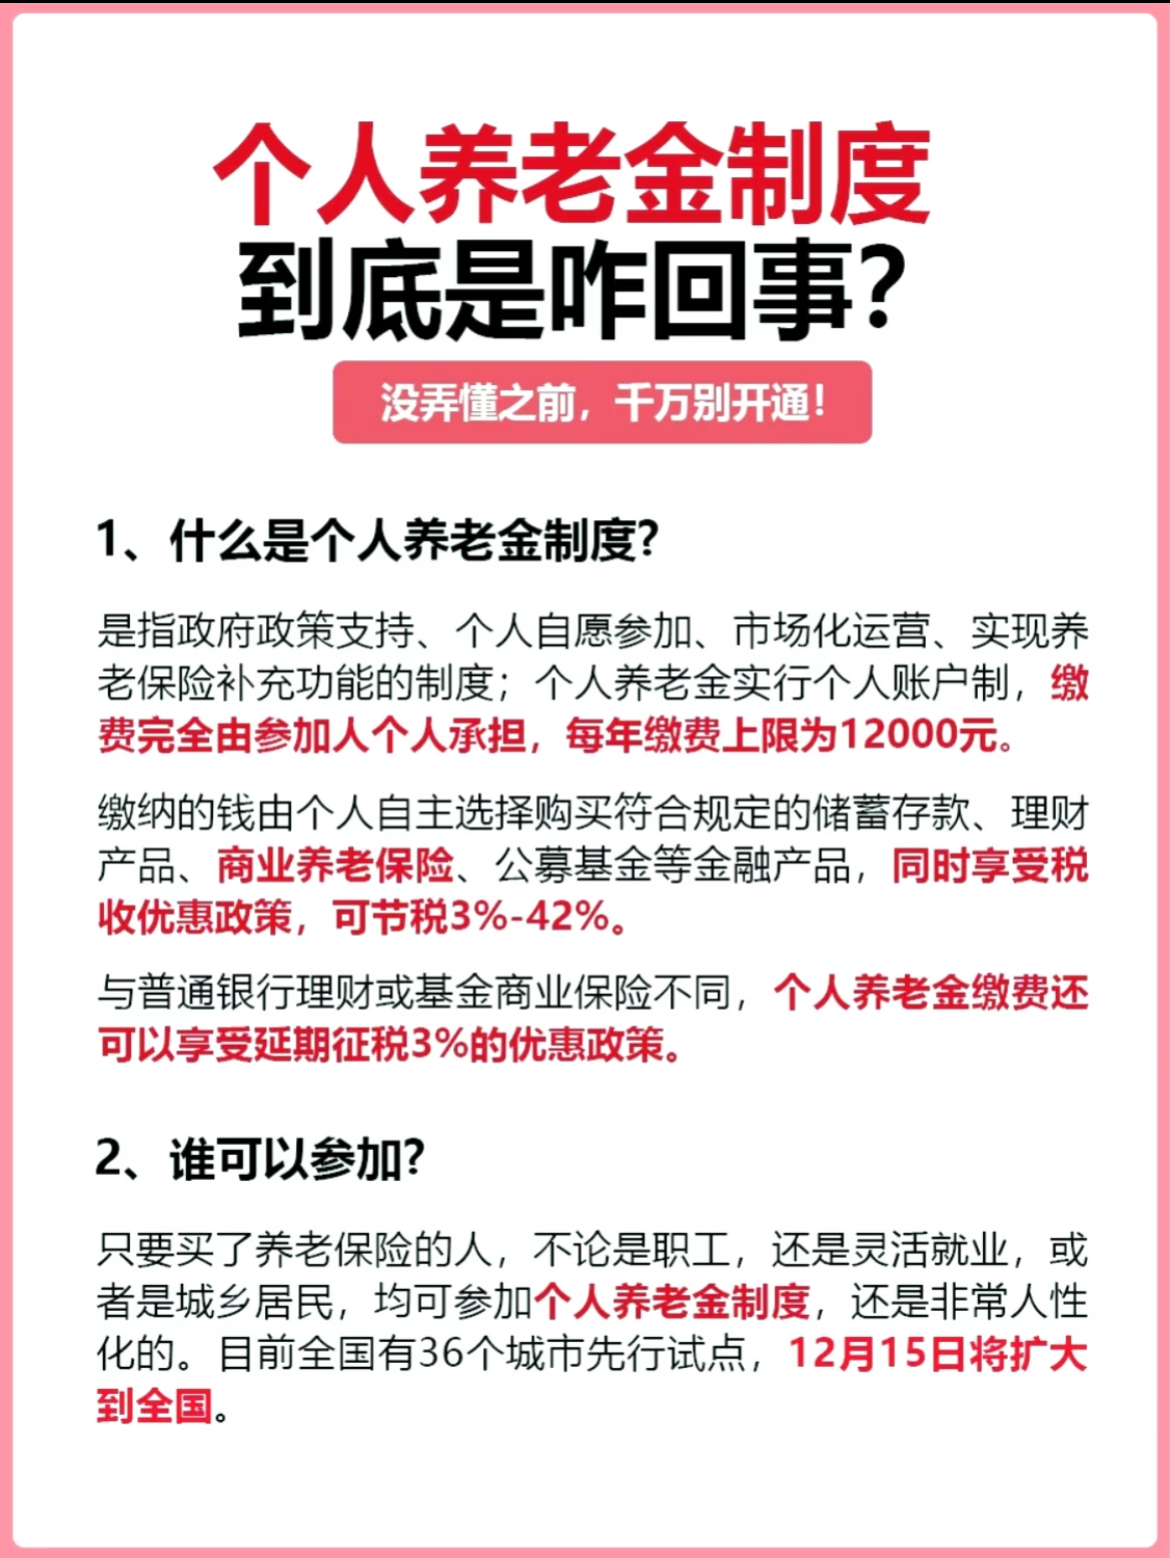 个人养老金制度
到底是咋回事?
没弄懂之前，千万别开通!
1、什么是个人养老金制度?
是指政府政策支持、个人自愿参加、市场化运营、实现养
老保险补充功能的制度；个人养老金实行个人账户制，缴
费完全由参加人个人承担，每年缴费上限为12000元。
缴纳的钱由个人自主选择购买符合规定的储蓄存款、理财
产品、商业养老保险、公募基金等金融产品，同时享受税
收优惠政策，可节税3%-42%。
与普通银行理财或基金商业保险不同，个人养老金缴费还
可以享受延期征税3%的优惠政策。
2、谁可以参加?
只要买了养老保险的人，不论是职工，还是灵活就业，或
者是城乡居民，均可参加个人养老金制度，还是非常人性
化的。目前全国有36个城市先行试点，12月15日将扩大
到全国。